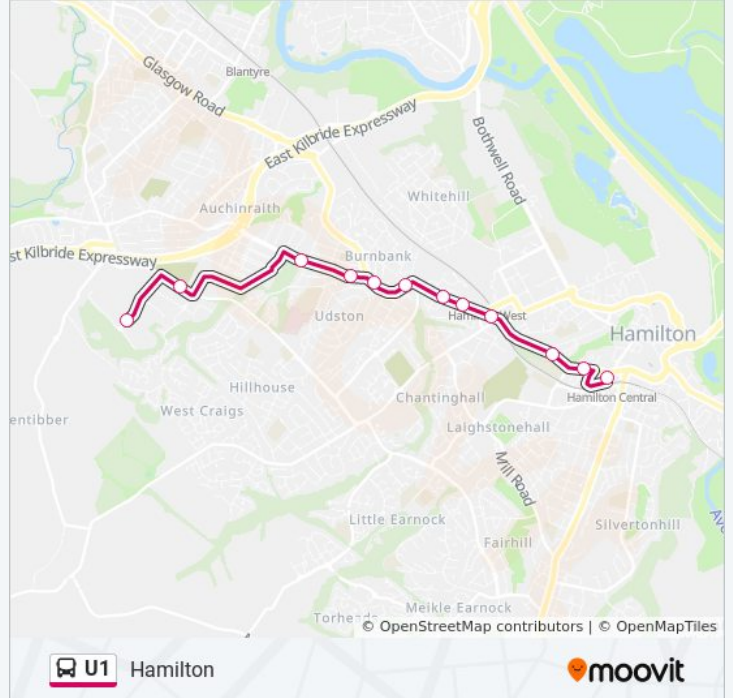 Blantyre
Glasgow Road
East Kilbride Expressway
Bothwell Road
Whitehill
Auchinraith
st Kilbride Expressway
Burnbank
Udston
Hamilton
Hillhouse
West Craigs
Chantinghall
Hamilton Central
entibber
Laighstonehall
Mill Road
Little Earnock
Silvertonhill
Fairhill
Meikle Earnock
© OpenStreetMap contributors | © OpenMapTiles
U1 Hamilton
moovit